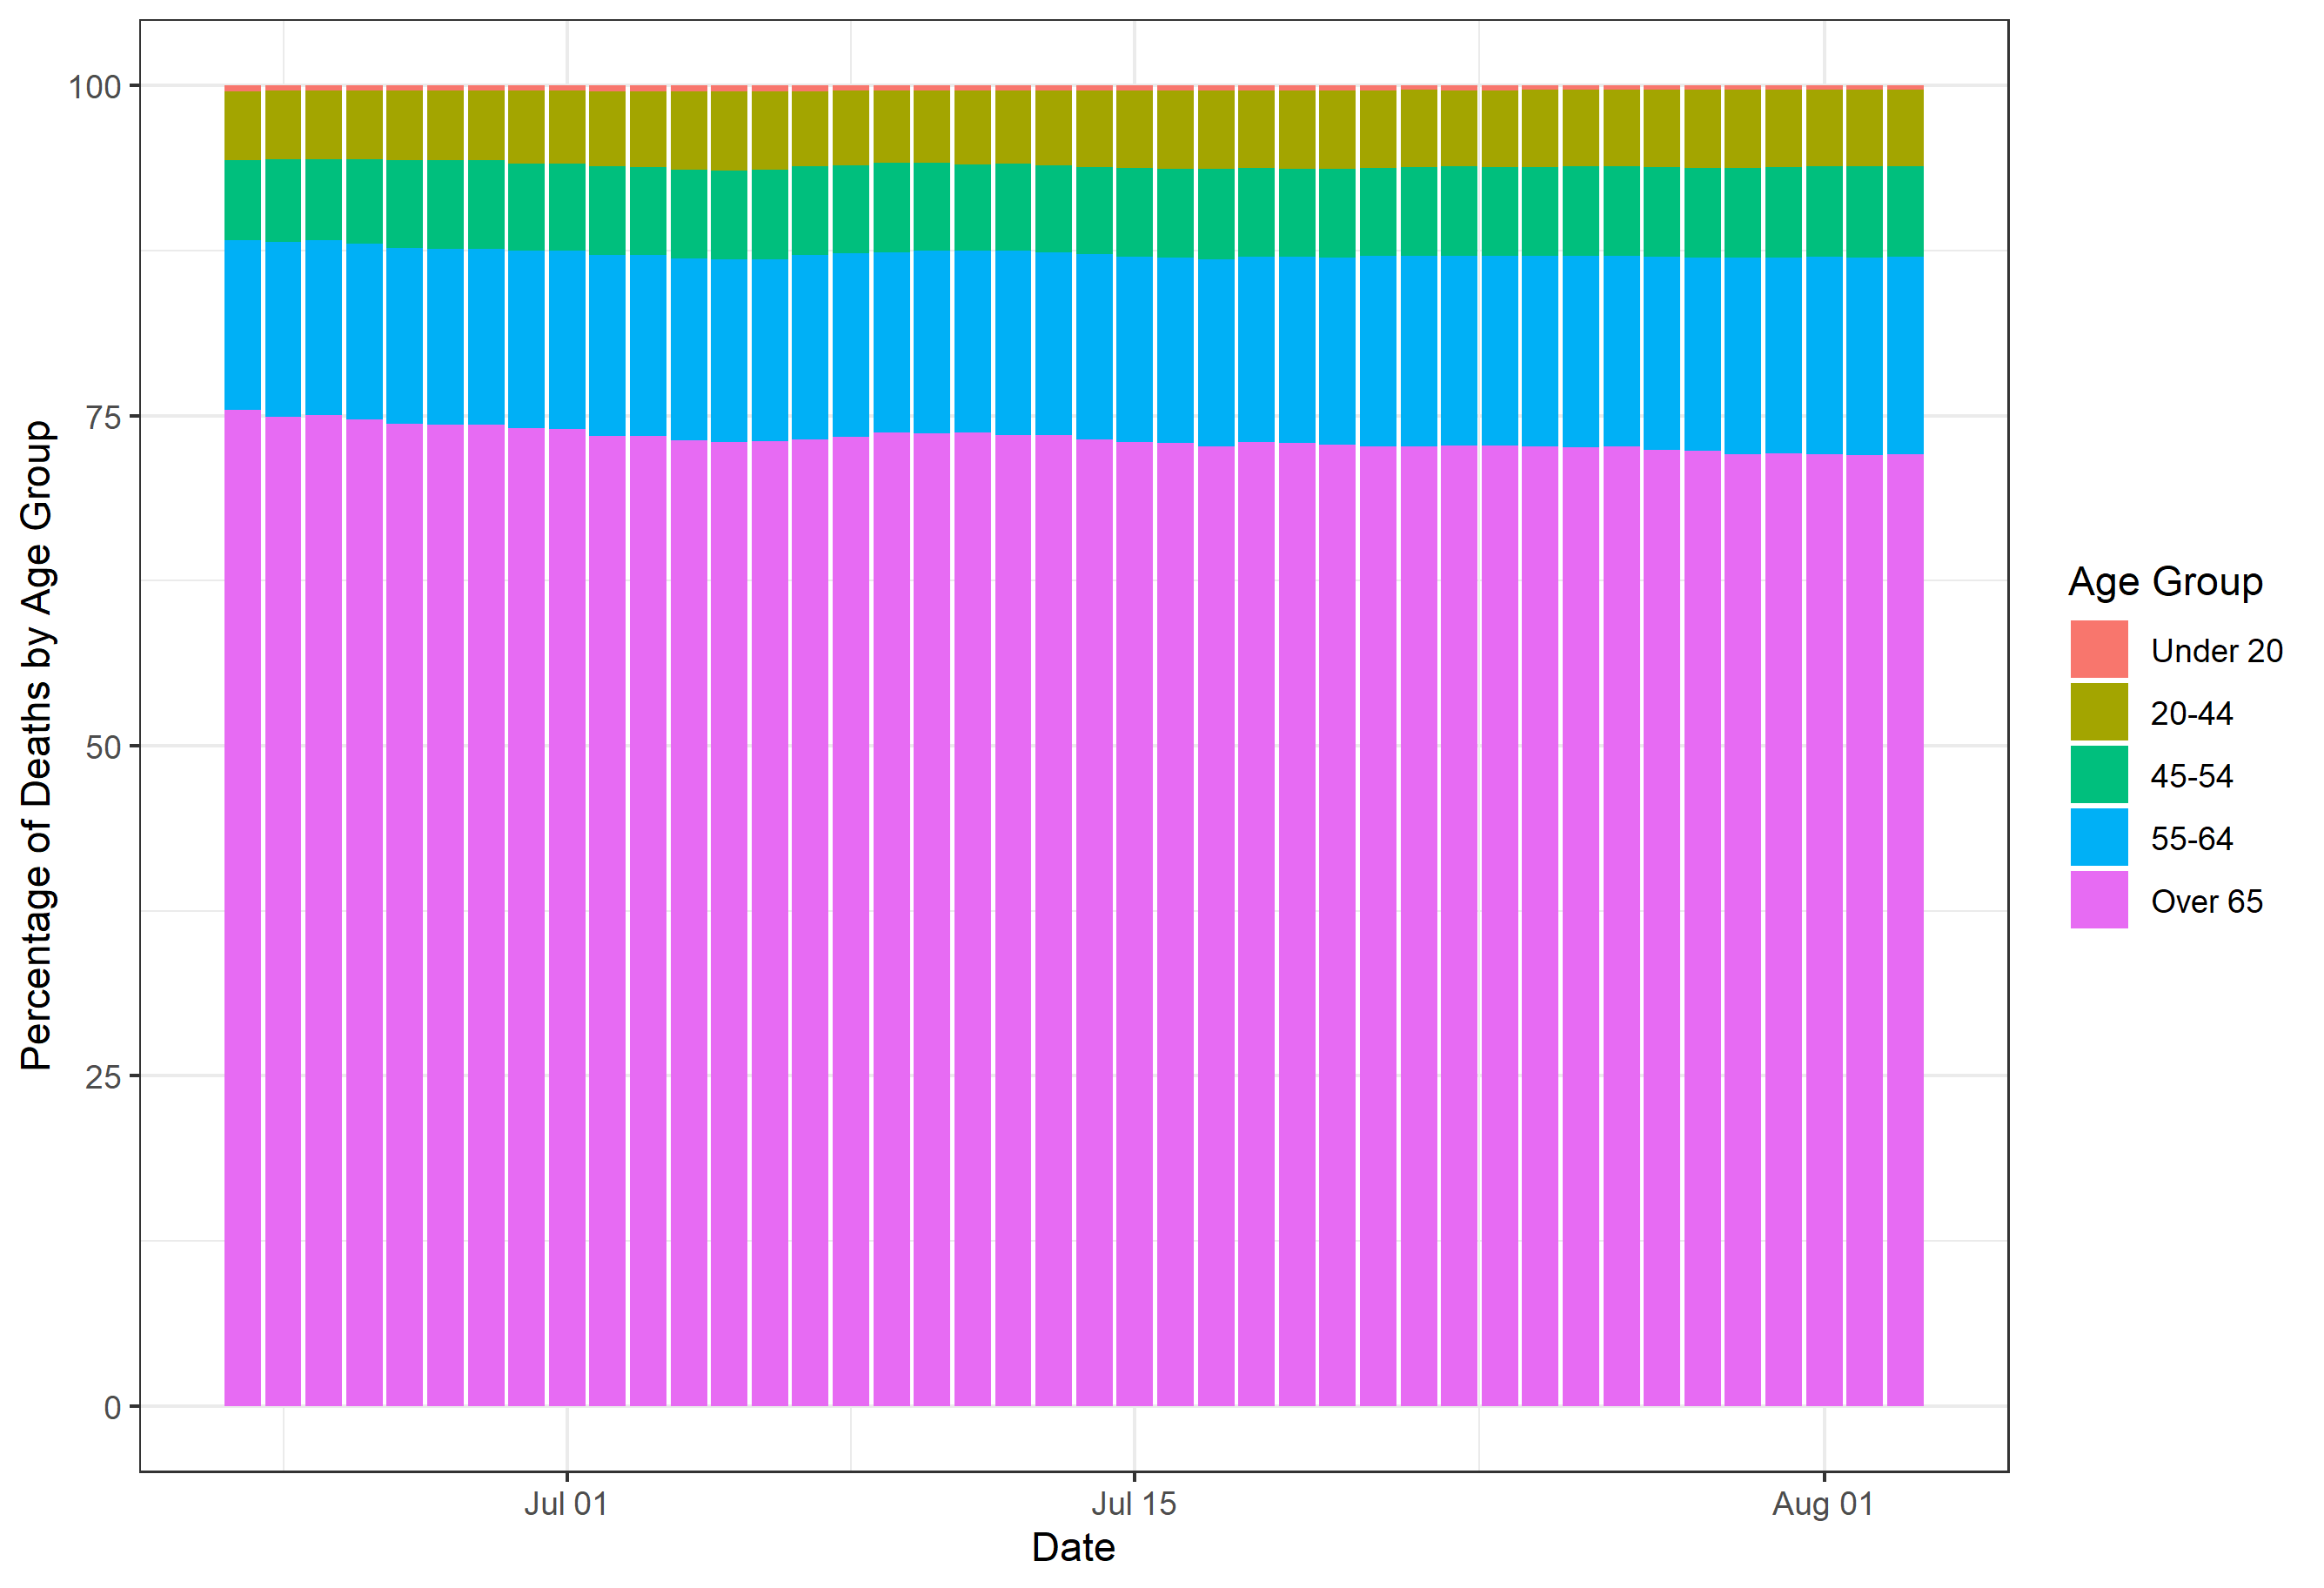 Percentage of Deaths by Age Group
100
75
50
25
0
Jul 01
Jul 15
Aug 01
Date
Age Group
Under 20
20-44
45-54
55-64
Over 65